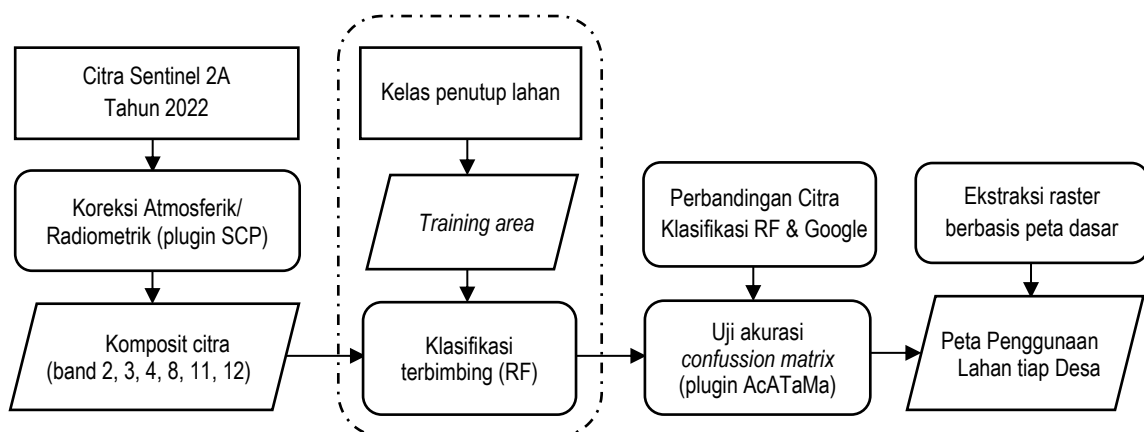 Citra Sentinel 2A
Tahun 2022
Koreksi Atmosferik/
Radiometrik (plugin SCP)
Komposit citra
(band 2, 3, 4, 8, 11, 12)
Kelas penutup lahan
Training area
Klasifikasi
terbimbing (RF)
Perbandingan Citra
Klasifikasi RF & Google
Uji akurasi
confussion matrix
(plugin AcATaMa)
Ekstraksi raster
berbasis peta dasar
Peta Penggunaan
Lahan tiap Desa